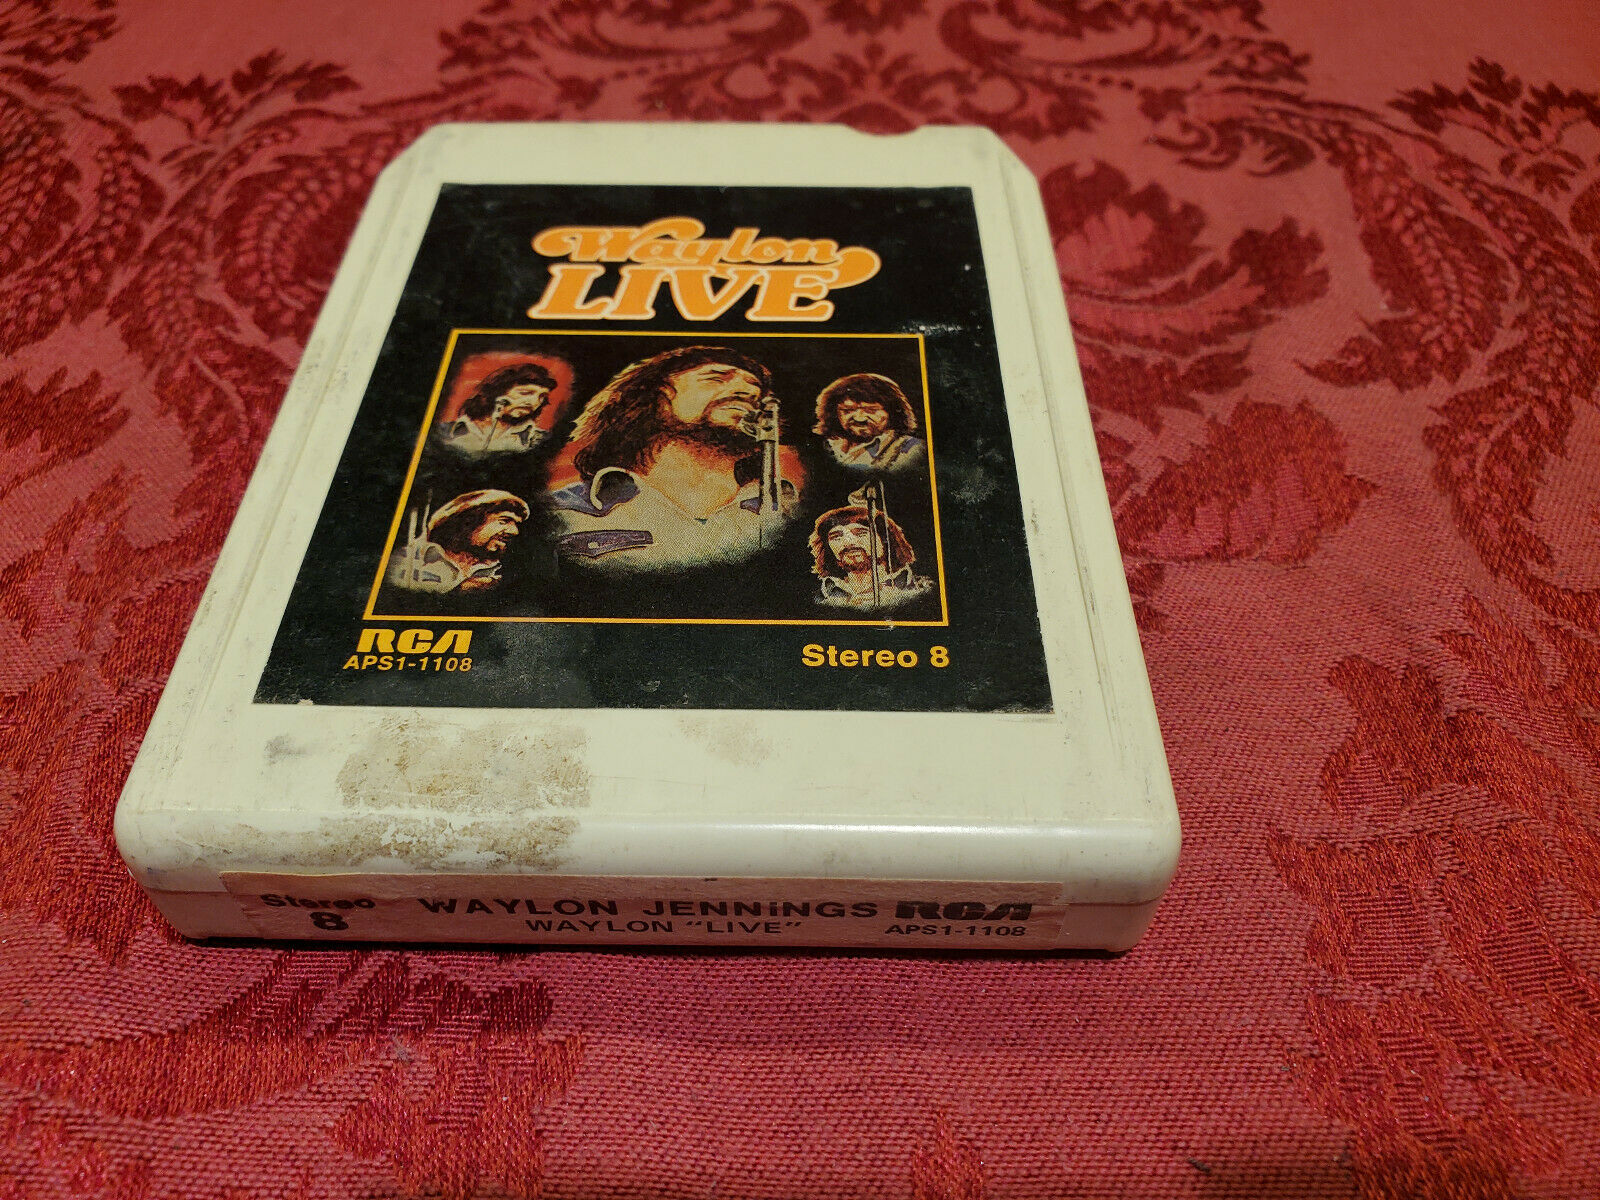 Waylon
LIVE
RCA
APS1-1108
Stereo 8
Stereo
8
WAYLON JENNiNGS
WAYLON "LIVE"
RCA
APS1-1108